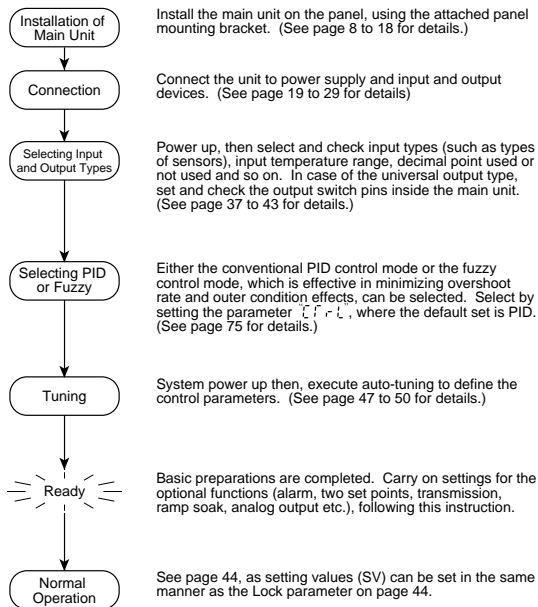 Installation of
Main Unit
Install the main unit on the panel, using the attached panel
mounting bracket. (See page 8 to 18 for details.)
Connection
Connect the unit to power supply and input and output
devices. (See page 19 to 29 for details)
Selecting Input
and Output Types
Power up, then select and check input types (such as types
of sensors), input temperature range, decimal point used or
not used and so on. In case of the universal output type,
set and check the output switch pins inside the main unit.
(See page 37 to 43 for details.)
Selecting PID
or Fuzzy
Either the conventional PID control mode or the fuzzy
control mode, which is effective in minimizing overshoot
rate and outer condition effects, can be selected. Select by
setting the parameter "", where the default set is PID.
(See page 75 for details.)
Tuning
System power up then, execute auto-tuning to define the
control parameters. (See page 47 to 50 for details.)
Ready
Basic preparations are completed. Carry on settings for the
optional functions (alarm, two set points, transmission,
ramp soak, analog output etc.), following this instruction.
Normal
Operation
See page 44, as setting values (SV) can be set in the same
manner as the Lock parameter on page 44.